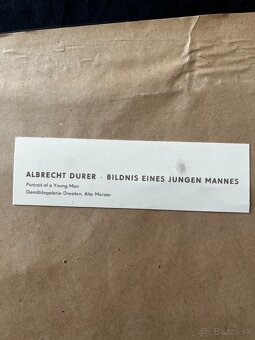 ALBRECHT DURER · BILDNIS EINES JUNGEN MANNES
Portrait of a Young Man
Gemäldegalerie Dresden, Alte Meister
bazos.sk